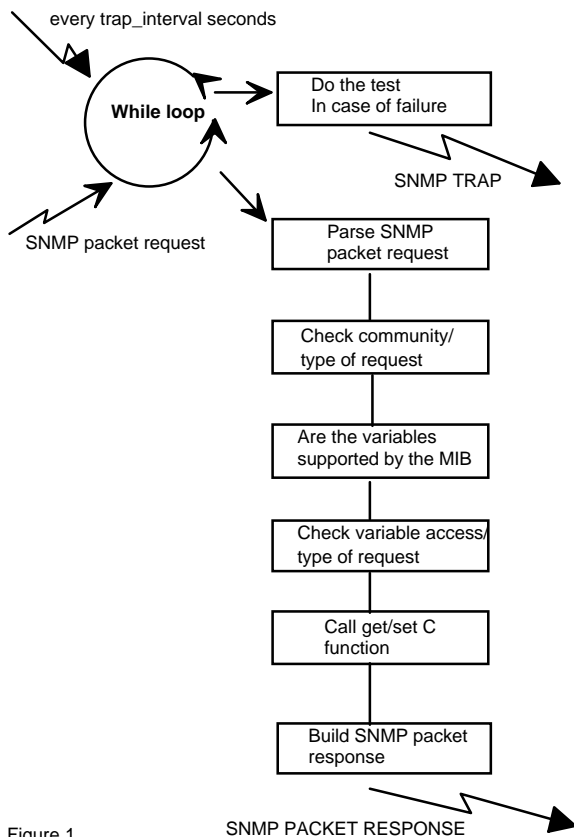 every trap_interval seconds
While loop
Do the test
In case of failure
SNMP TRAP
SNMP packet request
Parse SNMP
packet request
Check community/
type of request
Are the variables
supported by the MIB
Check variable access/
type of request
Call get/set C
function
Build SNMP packet
response
SNMP PACKET RESPONSE
Figure 1